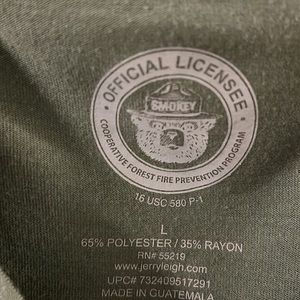 • OFFICIAL LICENSEE •
SMOKEY
COOPERATIVE FOREST FIRE PREVENTION PROGRAM
16 USC 580 P-1
L
65% POLYESTER / 35% RAYON
RN# 55219
www.jerryleigh.com
UPC# 732409517291
MADE IN GUATEMALA